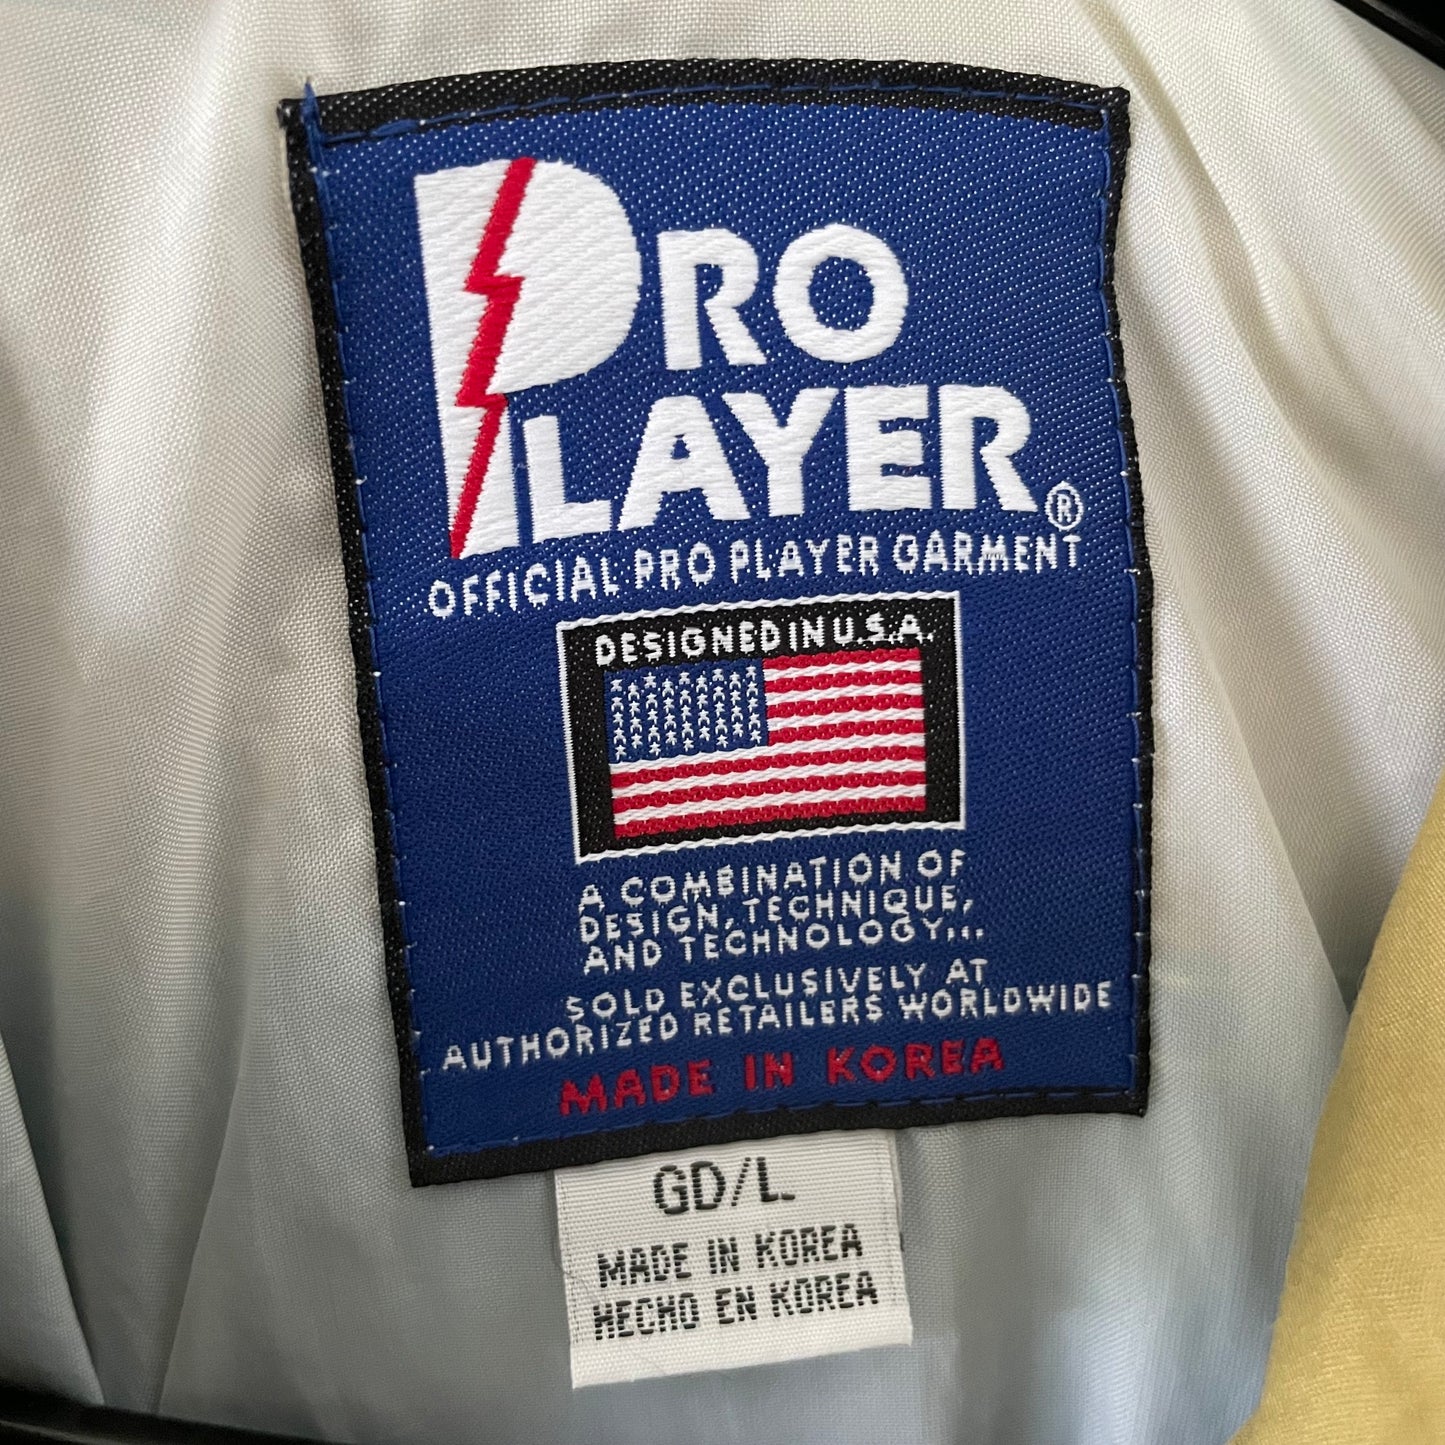 PRO
PLAYER®
OFFICIAL PRO PLAYER GARMENT
DESIGNED IN U.S.A.
A COMBINATION OF
DESIGN, TECHNIQUE,
AND TECHNOLOGY...
SOLD EXCLUSIVELY AT
AUTHORIZED RETAILERS WORLDWIDE
MADE IN KOREA
GD/L
MADE IN KOREA
HECHO EN KOREA